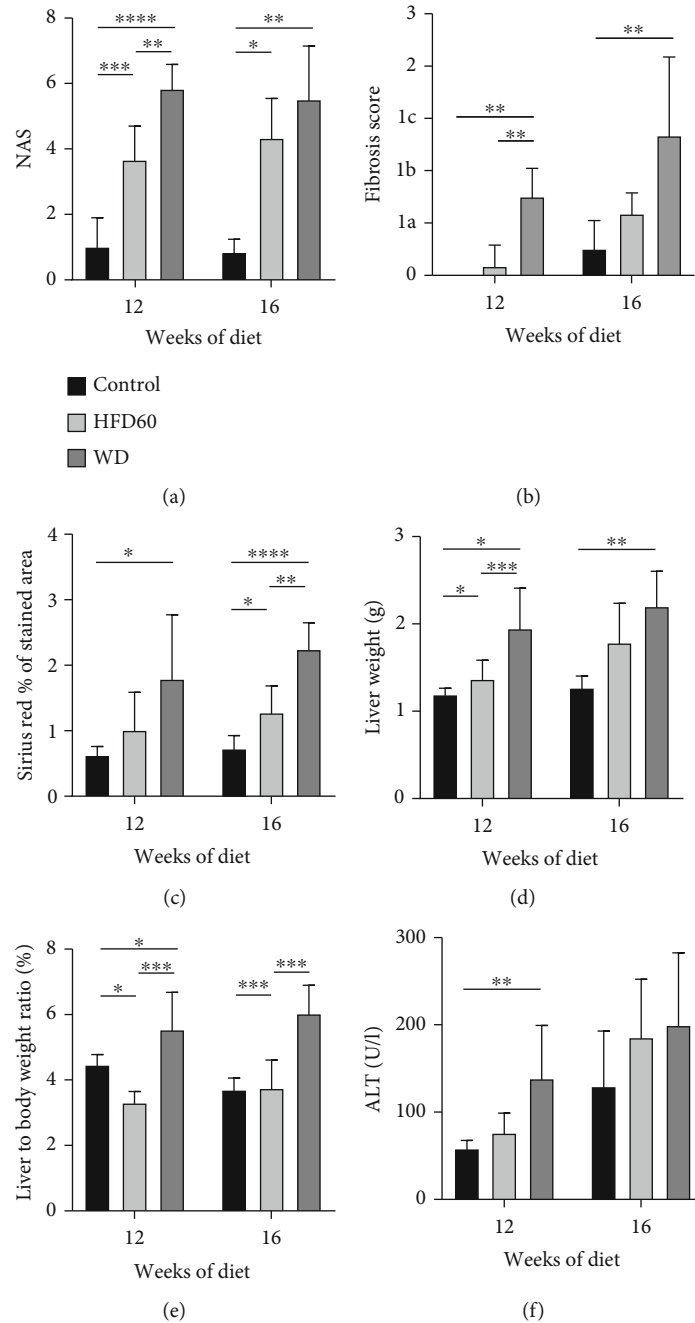 8
6
4
2
0
NAS
****
**
***
**
*
12
16
Weeks of diet
Control
HFD60
WD
(a)
3
2
1c
1b
1a
0
Fibrosis score
**
**
**
12
16
Weeks of diet
(b)
4
3
2
1
0
Sirius red % of stained area
*
****
**
*
12
16
Weeks of diet
(c)
3
2
1
0
Liver weight (g)
*
***
*
**
12
16
Weeks of diet
(d)
8
6
4
2
0
Liver to body weight ratio (%)
*
***
*
***
***
12
16
Weeks of diet
(e)
300
200
100
50
0
ALT (U/l)
**
12
16
Weeks of diet
(f)